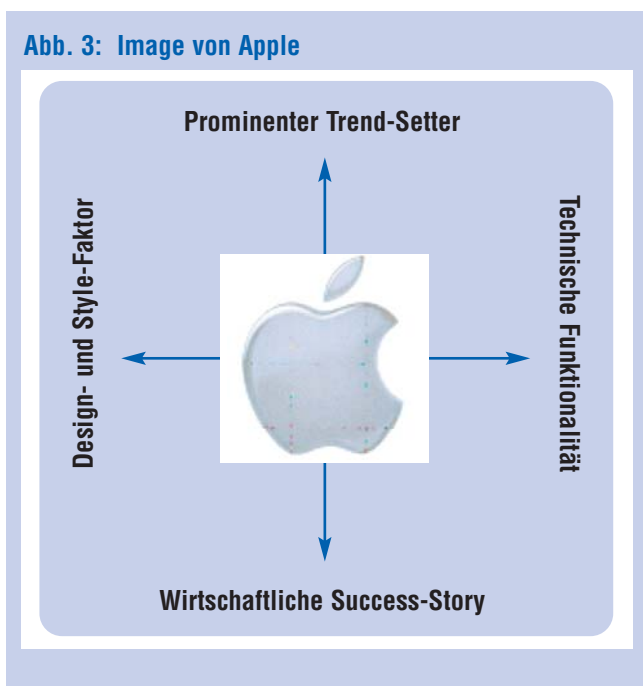 Abb. 3: Image von Apple
Prominenter Trend-Setter
Design- und Style-Faktor
Technische Funktionalität
Wirtschaftliche Success-Story